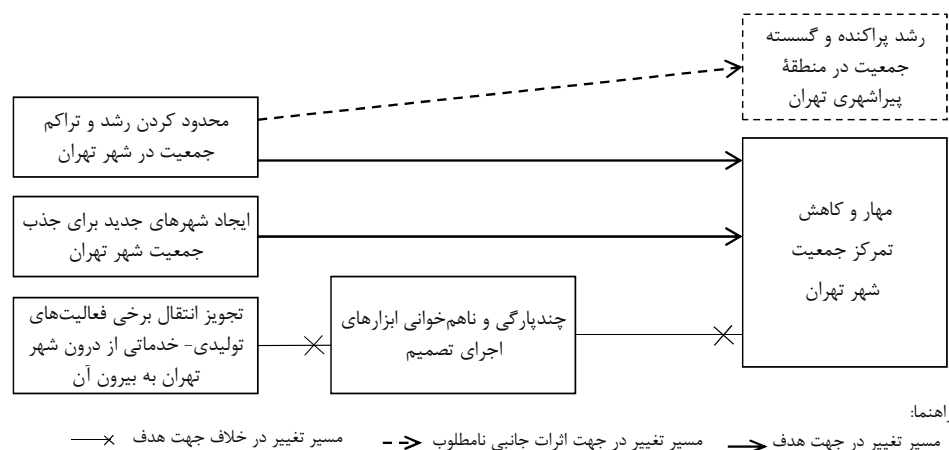 رشد پراکنده و گسسته
جمعیت در منطقهٔ
پیراشهری تهران
محدود کردن رشد و تراکم
جمعیت در شهر تهران
مهار و کاهش
تمرکز جمعیت
شهر تهران
ایجاد شهرهای جدید برای جذب
جمعیت شهر تهران
چندپارگی و ناهم‌خوانی ابزارهای
اجرای تصمیم
تجویز انتقال برخی فعالیت‌های
تولیدی- خدماتی از درون شهر
تهران به بیرون آن
راهنما:
مسیر تغییر در جهت هدف مسیر تغییر در جهت اثرات جانبی نامطلوب مسیر تغییر در خلاف جهت هدف